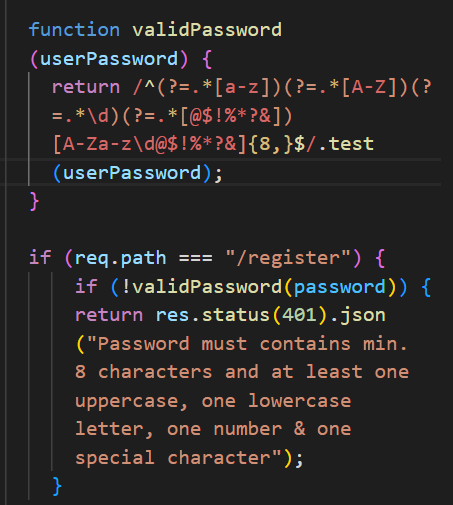 function validPassword
(userPassword) {
return /^(?=.*[a-z])(?=.*[A-Z])(?
=.*\d)(?=.*[@$!%*?&])
[A-Za-z\d@$!%*?&]{8,}$/.test
(userPassword);
}
if (req.path === "/register") {
if (!validPassword(password)) {
return res.status(401).json
("Password must contains min.
8 characters and at least one
uppercase, one lowercase
letter, one number & one
special character");
}